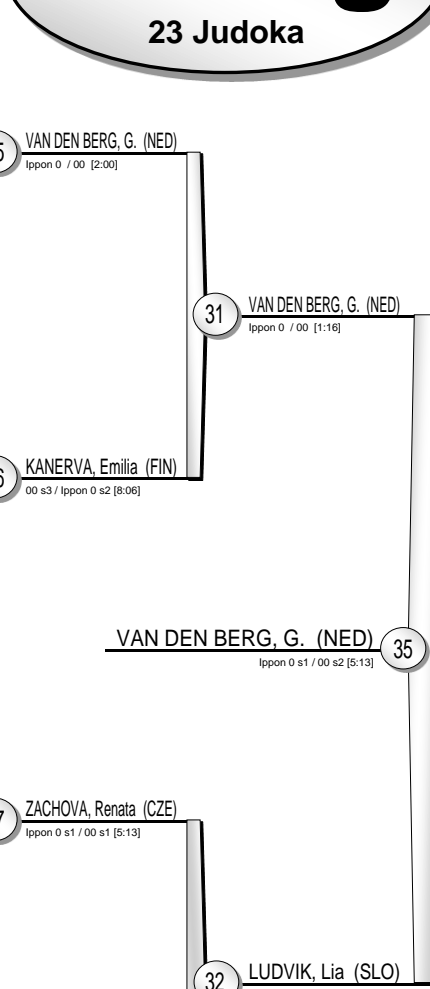 23 Judoka
5 VAN DEN BERG, G. (NED)
Ippon 0 / 00 [2:00]
31 VAN DEN BERG, G. (NED)
Ippon 0 / 00 [1:16]
6 KANERVA, Emilia (FIN)
00 s3 / Ippon 0 s2 [8:06]
VAN DEN BERG, G. (NED) 35
Ippon 0 s1 / 00 s2 [5:13]
7 ZACHOVA, Renata (CZE)
Ippon 0 s1 / 00 s1 [5:13]
32 LUDVIK, Lia (SLO)